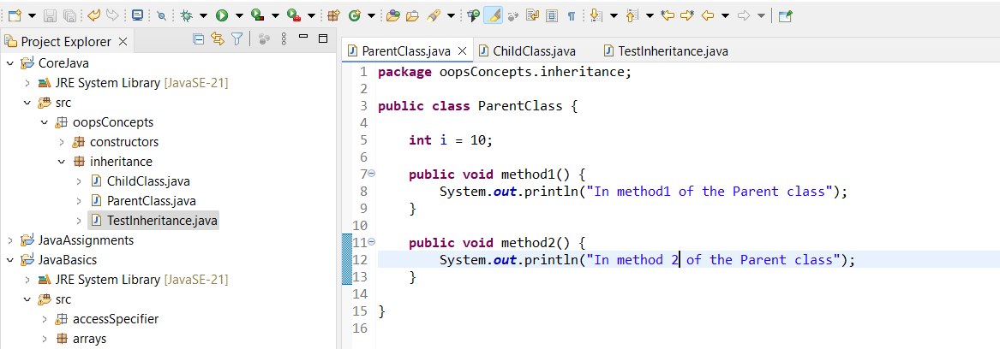 Project Explorer
CoreJava
JRE System Library [JavaSE-21]
src
oopsConcepts
constructors
inheritance
ChildClass.java
ParentClass.java
TestInheritance.java
JavaAssignments
JavaBasics
JRE System Library [JavaSE-21]
src
accessSpecifier
arrays
ParentClass.java ChildClass.java TestInheritance.java
1 package oopsConcepts.inheritance;
2
3 public class ParentClass {
4
5     int i = 10;
6
7     public void method1() {
8         System.out.println("In method1 of the Parent class");
9     }
10
11     public void method2() {
12         System.out.println("In method 2 of the Parent class");
13     }
14
15 }
16